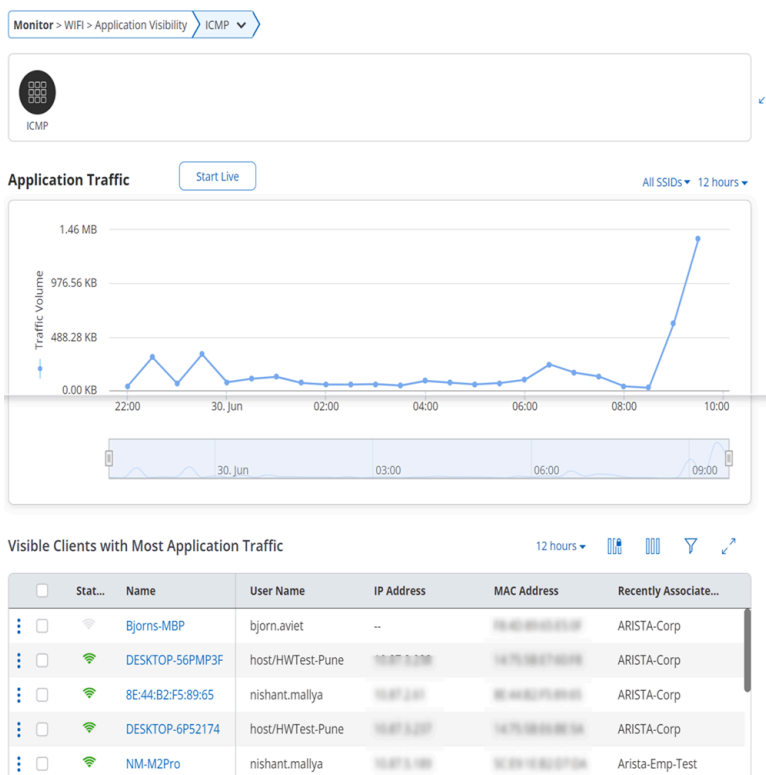 Monitor > WIFI > Application Visibility ICMP
ICMP
Application Traffic Start Live All SSIDs 12 hours
1.46 MB
976.56 KB
488.28 KB
0.00 KB
Traffic Volume
22:00 30. Jun 02:00 04:00 06:00 08:00 10:00
30. Jun 03:00 06:00 09:00
Visible Clients with Most Application Traffic 12 hours
Stat... Name User Name IP Address MAC Address Recently Associate...
Bjorns-MBP bjorn.aviet -- ARISTA-Corp
DESKTOP-56PMP3F host/HWTest-Pune ARISTA-Corp
8E:44:B2:F5:89:65 nishant.mallya ARISTA-Corp
DESKTOP-6P52174 host/HWTest-Pune ARISTA-Corp
NM-M2Pro nishant.mallya Arista-Emp-Test